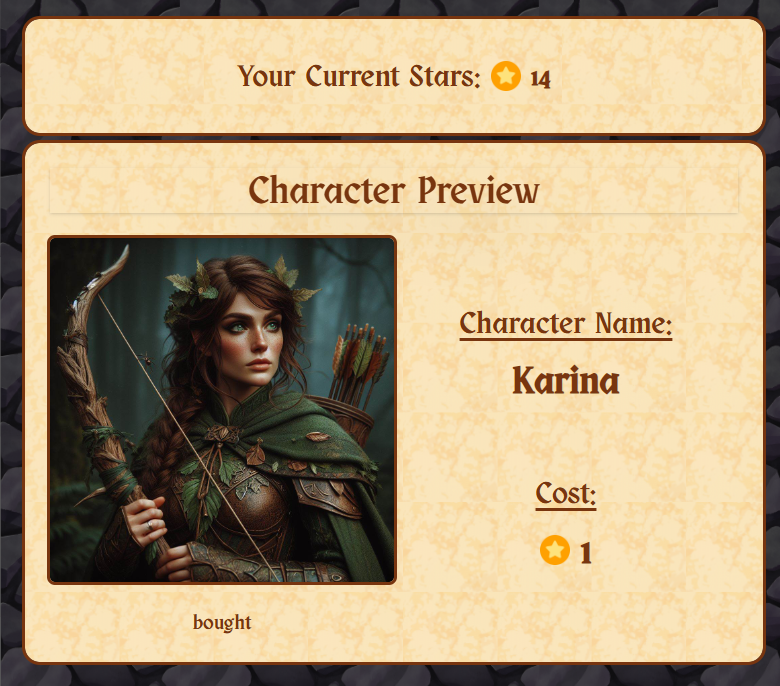 Your Current Stars: 14
Character Preview
Character Name:
Karina
Cost:
1
bought